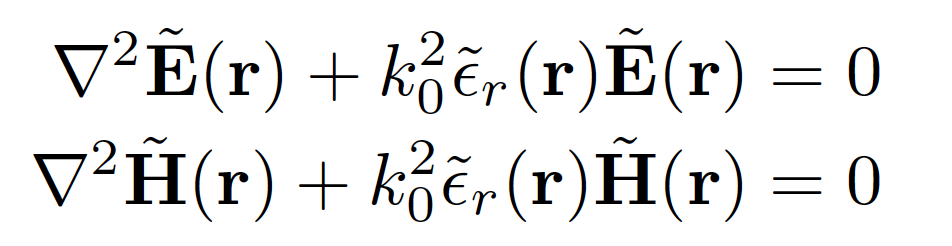 ∇²Ẽ(r) + k₀²ε̃ᵣ(r)Ẽ(r) = 0
∇²H̃(r) + k₀²ε̃ᵣ(r)H̃(r) = 0